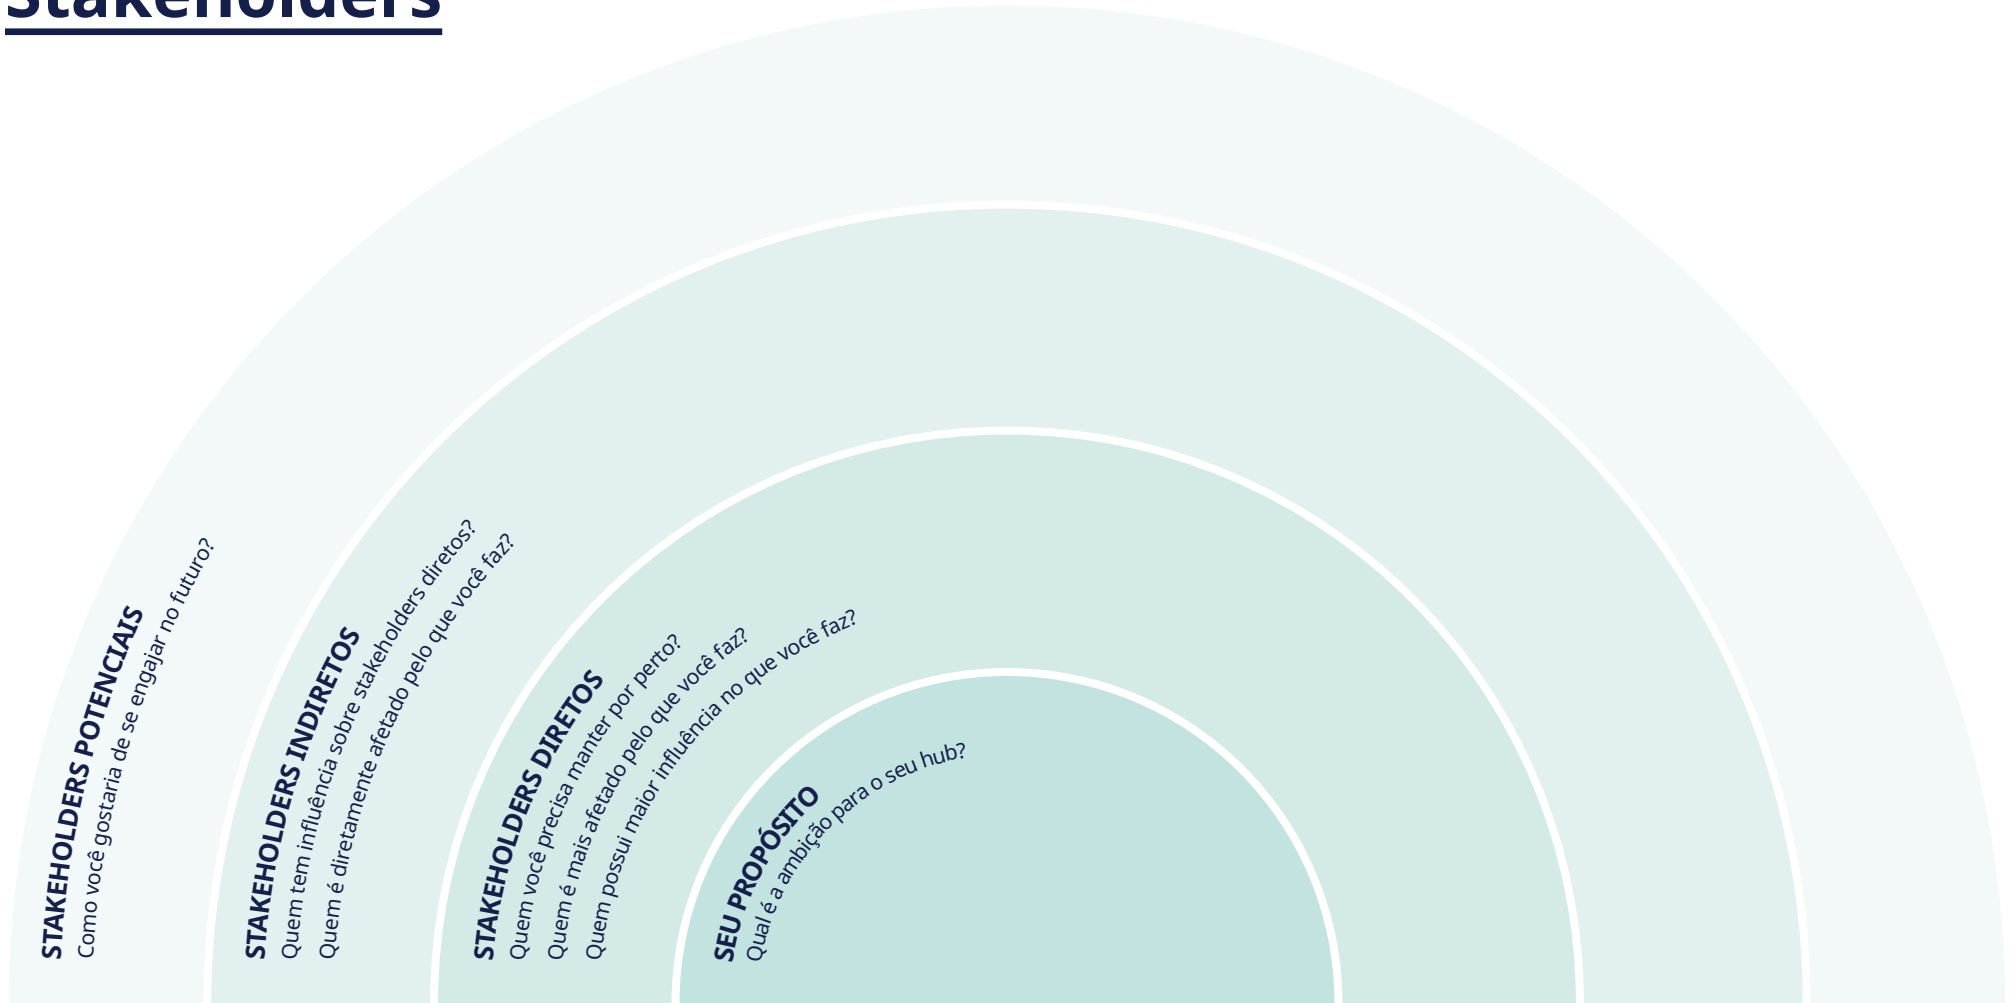 Stakeholders
STAKEHOLDERS POTENCIAIS
Como você gostaria de se engajar no futuro?
STAKEHOLDERS INDIRETOS
Quem tem influência sobre stakeholders diretos?
Quem é diretamente afetado pelo que você faz?
STAKEHOLDERS DIRETOS
Quem você precisa manter por perto?
Quem é mais afetado pelo que você faz?
Quem possui maior influência no que você faz?
SEU PROPÓSITO
Qual é a ambição para o seu hub?